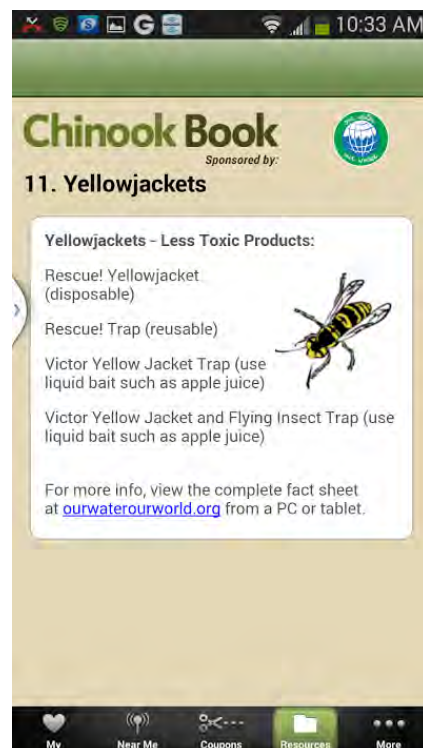 10:33 AM
Chinook Book
Sponsored by:
11. Yellowjackets
Yellowjackets - Less Toxic Products:
Rescue! Yellowjacket
(disposable)
Rescue! Trap (reusable)
Victor Yellow Jacket Trap (use
liquid bait such as apple juice)
Victor Yellow Jacket and Flying Insect Trap (use
liquid bait such as apple juice)
For more info, view the complete fact sheet
at ourwaterourworld.org from a PC or tablet.
My Near Me Coupons Resources More